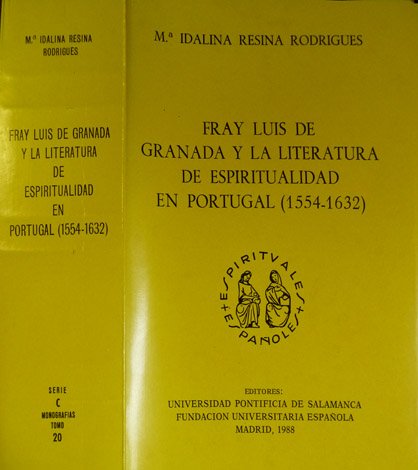 M.ª IDALINA RESINA
RODRIGUES
FRAY LUIS DE GRANADA
Y LA LITERATURA
DE
ESPIRITUALIDAD
EN
PORTUGAL (1554-1632)
SERIE
C
MONOGRAFIAS
TOMO
20
M.ª IDALINA RESINA RODRIGUES
FRAY LUIS DE
GRANADA Y LA LITERATURA
DE ESPIRITUALIDAD
EN PORTUGAL (1554-1632)
ESPIRITVALES
ESPAÑOLES
EDITORES:
UNIVERSIDAD PONTIFICIA DE SALAMANCA
FUNDACION UNIVERSITARIA ESPAÑOLA
MADRID, 1988